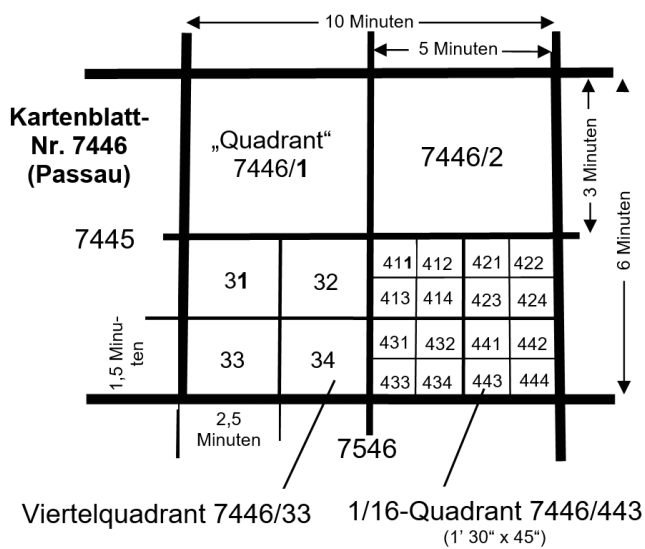 10 Minuten
5 Minuten
Kartenblatt-
Nr. 7446
(Passau)
„Quadrant“
7446/1
7446/2
3 Minuten
6 Minuten
7445
31
32
33
34
411 412 421 422
413 414 423 424
431 432 441 442
433 434 443 444
1,5 Minu-
ten
2,5
Minuten
7546
Viertelquadrant 7446/33
1/16-Quadrant 7446/443
(1’ 30“ x 45“)